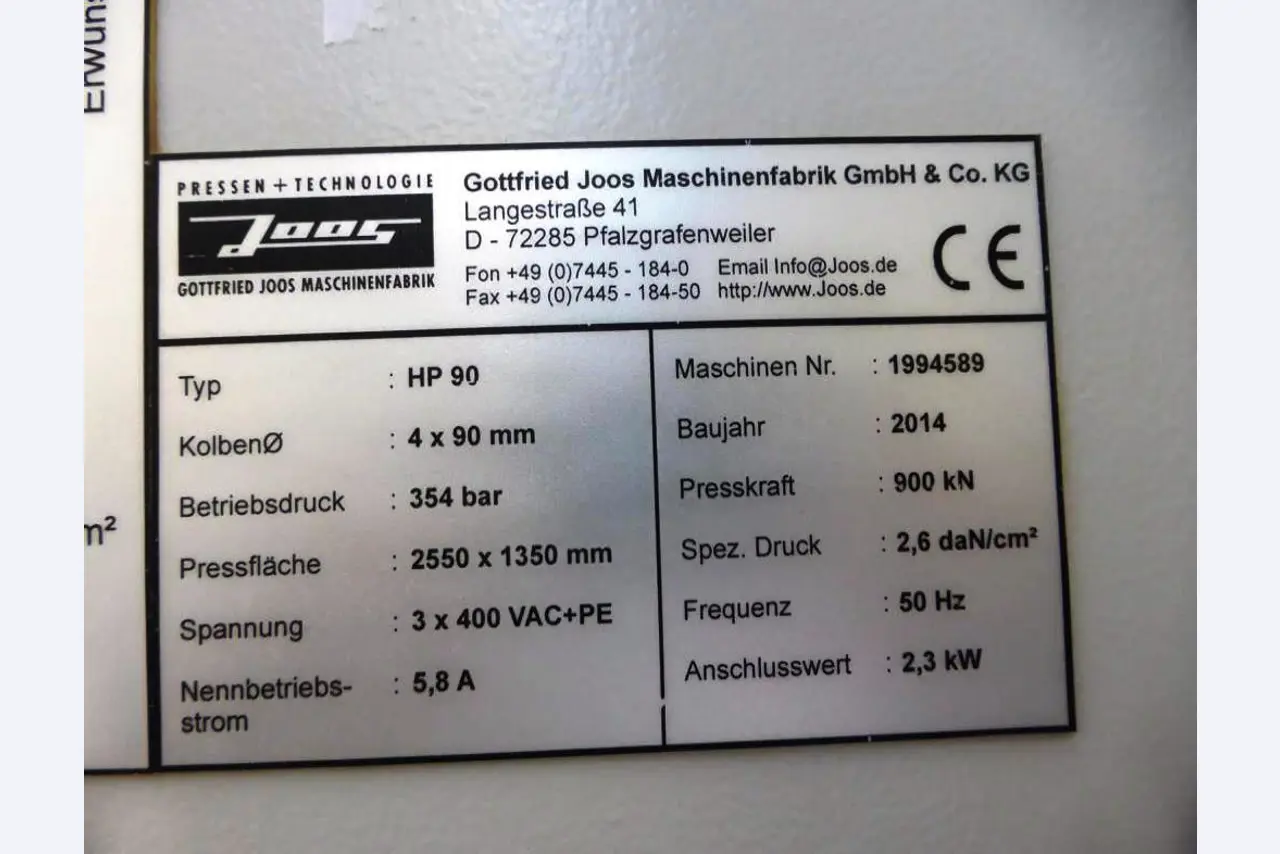 Erwüns
m²
PRESSEN + TECHNOLOGIE
Joos
GOTTFRIED JOOS MASCHINENFABRIK
Gottfried Joos Maschinenfabrik GmbH & Co. KG
Langestraße 41
D - 72285 Pfalzgrafenweiler
Fon +49 (0)7445 - 184-0 Email Info@Joos.de
Fax +49 (0)7445 - 184-50 http://www.Joos.de
CE
Typ : HP 90
KolbenØ : 4 x 90 mm
Betriebsdruck : 354 bar
Pressfläche : 2550 x 1350 mm
Spannung : 3 x 400 VAC+PE
Nennbetriebs- : 5,8 A
strom
Maschinen Nr. : 1994589
Baujahr : 2014
Presskraft : 900 kN
Spez. Druck : 2,6 daN/cm²
Frequenz : 50 Hz
Anschlusswert : 2,3 kW